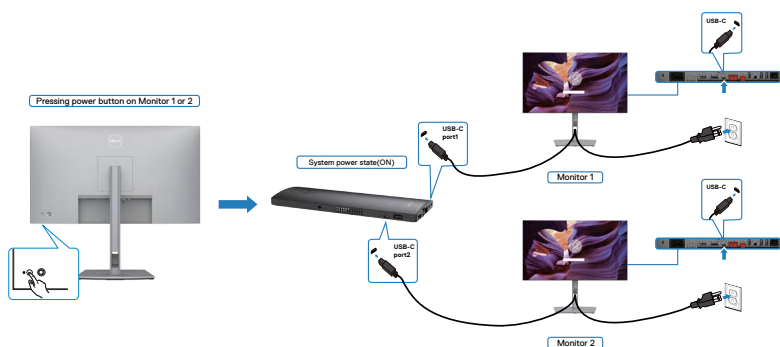 Pressing power button on Monitor 1 or 2
DELL
System power state(ON)
USB-C
port1
USB-C
Monitor 1
USB-C
port2
USB-C
Monitor 2